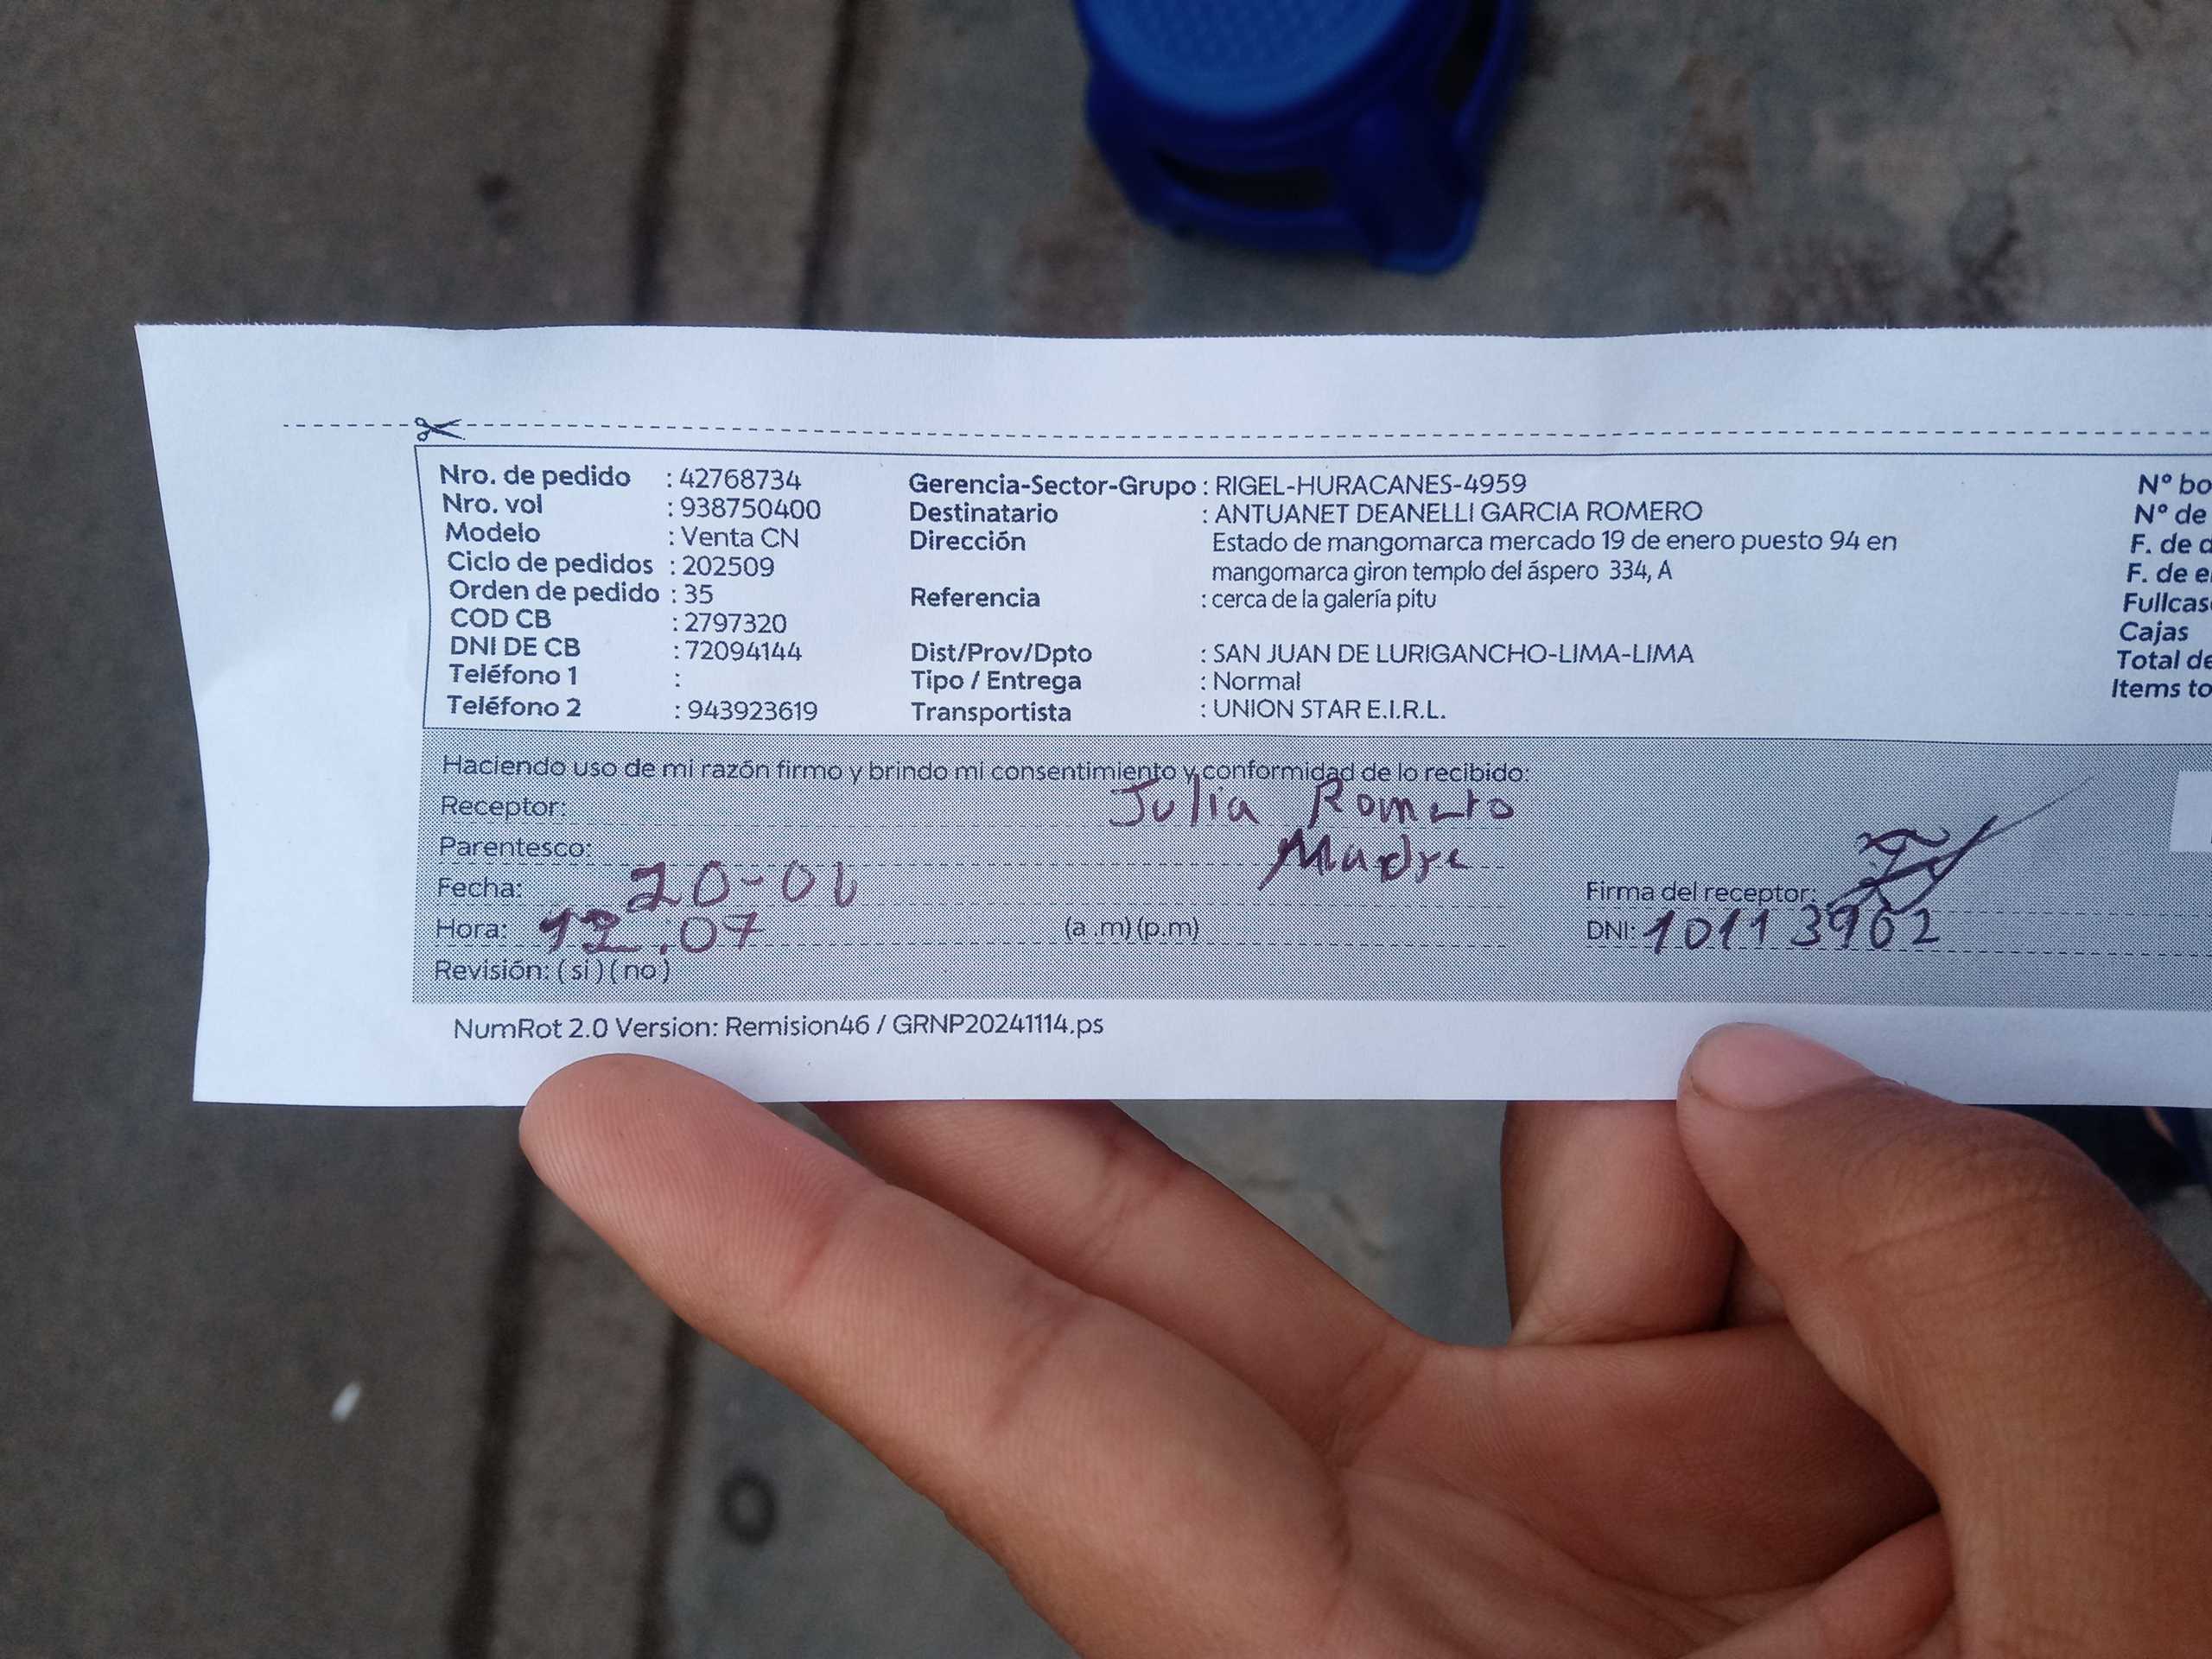 Nro. de pedido : 42768734
Nro. vol : 938750400
Modelo : Venta CN
Ciclo de pedidos : 202509
Orden de pedido : 35
COD CB : 2797320
DNI DE CB : 72094144
Teléfono 1 :
Teléfono 2 : 943923619
Gerencia-Sector-Grupo : RIGEL-HURACANES-4959
Destinatario : ANTUANET DEANELLI GARCIA ROMERO
Dirección Estado de mangomarca mercado 19 de enero puesto 94 en
mangomarca giron templo del áspero 334, A
Referencia : cerca de la galería pitu
Dist/Prov/Dpto : SAN JUAN DE LURIGANCHO-LIMA-LIMA
Tipo / Entrega : Normal
Transportista : UNION STAR E.I.R.L.
N° bo
N° de
F. de
F. de
Fullcas
Cajas
Total de
Items to
Haciendo uso de mi razón firmo y brindo mi consentimiento y conformidad de lo recibido:
Receptor: Julia Romero
Parentesco: Madre
Fecha: 20-06
Hora: 12:07 (a .m) (p.m)
Revisión: (si) (no)
Firma del receptor:
DNI: 10113962
NumRot 2.0 Version: Remision46 / GRNP20241114.ps